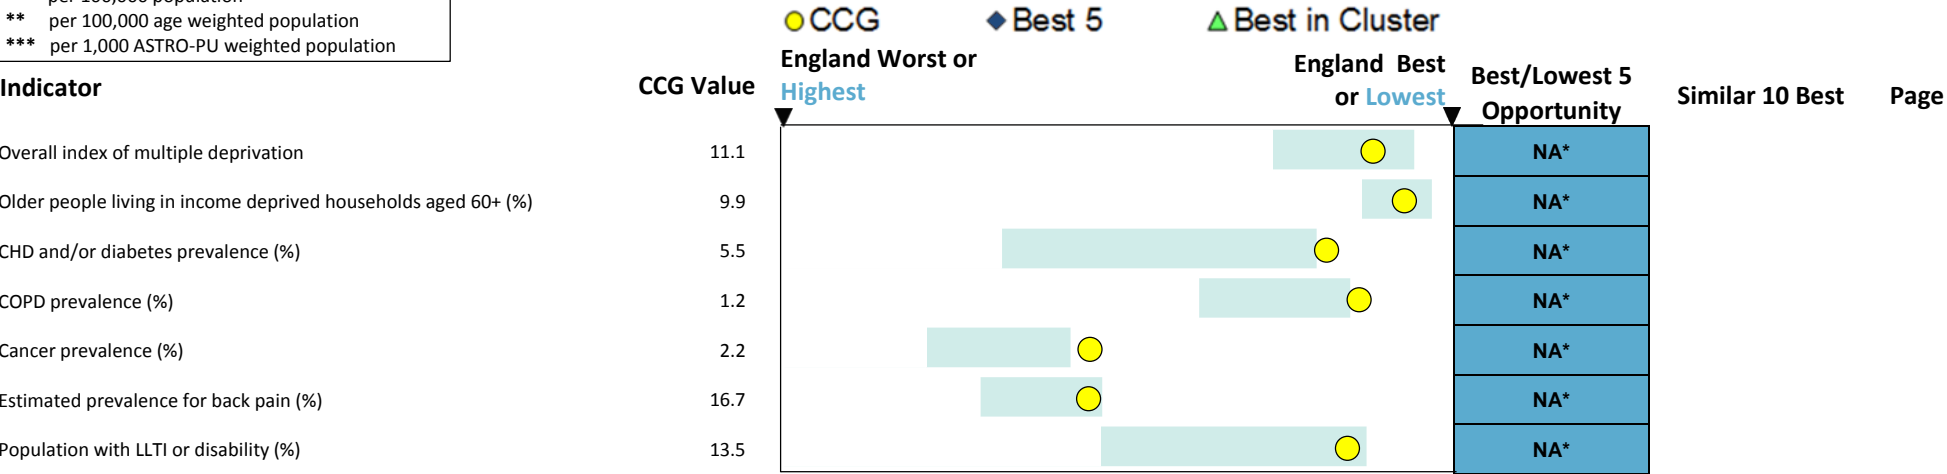 per 100,000 population
** per 100,000 age weighted population
*** per 1,000 ASTRO-PU weighted population
CCG Best 5 Best in Cluster
Indicator CCG Value England Worst or Highest England Best or Lowest Best/Lowest 5 Opportunity Similar 10 Best Page
Overall index of multiple deprivation 11.1 NA*
Older people living in income deprived households aged 60+ (%) 9.9 NA*
CHD and/or diabetes prevalence (%) 5.5 NA*
COPD prevalence (%) 1.2 NA*
Cancer prevalence (%) 2.2 NA*
Estimated prevalence for back pain (%) 16.7 NA*
Population with LLTI or disability (%) 13.5 NA*